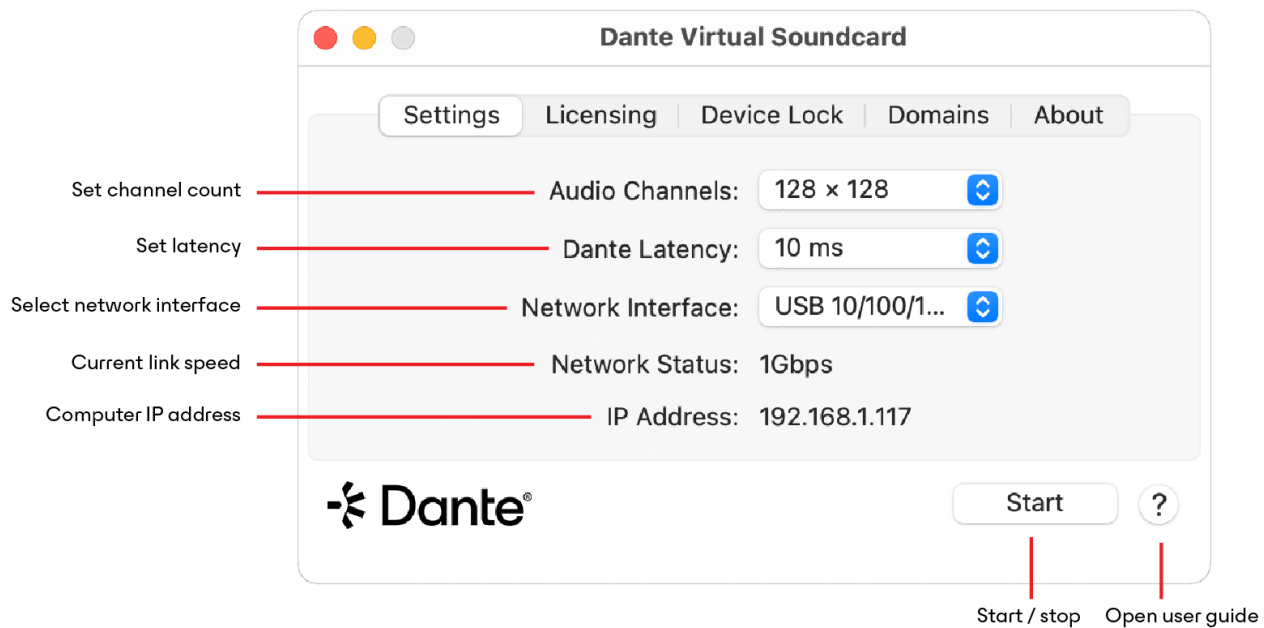 Dante Virtual Soundcard
Settings Licensing Device Lock Domains About
Set channel count Audio Channels: 128 × 128
Set latency Dante Latency: 10 ms
Select network interface Network Interface: USB 10/100/1...
Current link speed Network Status: 1Gbps
Computer IP address IP Address: 192.168.1.117
Dante® Start ?
Start / stop Open user guide